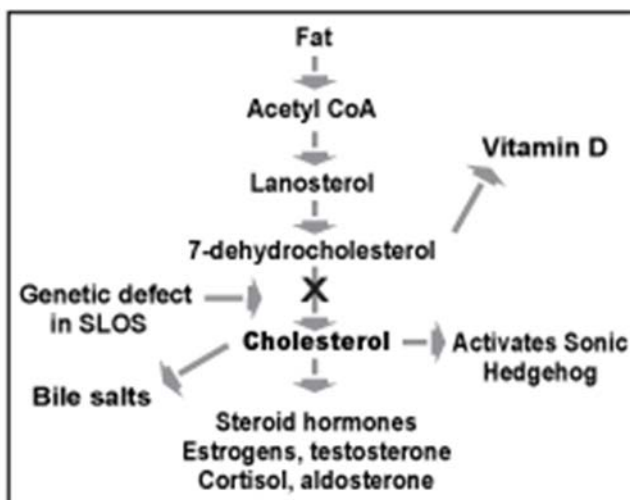 Fat
Acetyl CoA
Vitamin D
Lanosterol
7-dehydrocholesterol
Genetic defect
in SLOS
X
Cholesterol
Activates Sonic
Hedgehog
Bile salts
Steroid hormones
Estrogens, testosterone
Cortisol, aldosterone